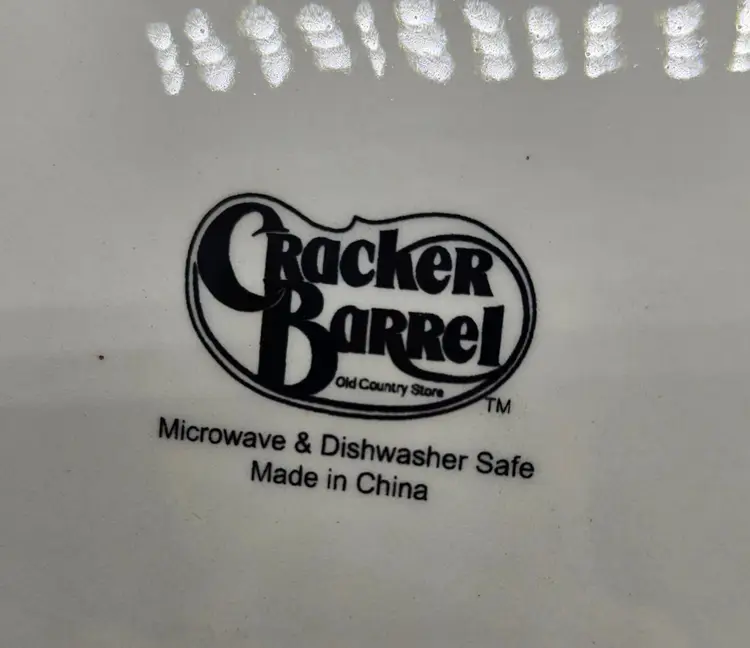 Cracker
Barrel
Old Country Store
TM
Microwave & Dishwasher Safe
Made in China